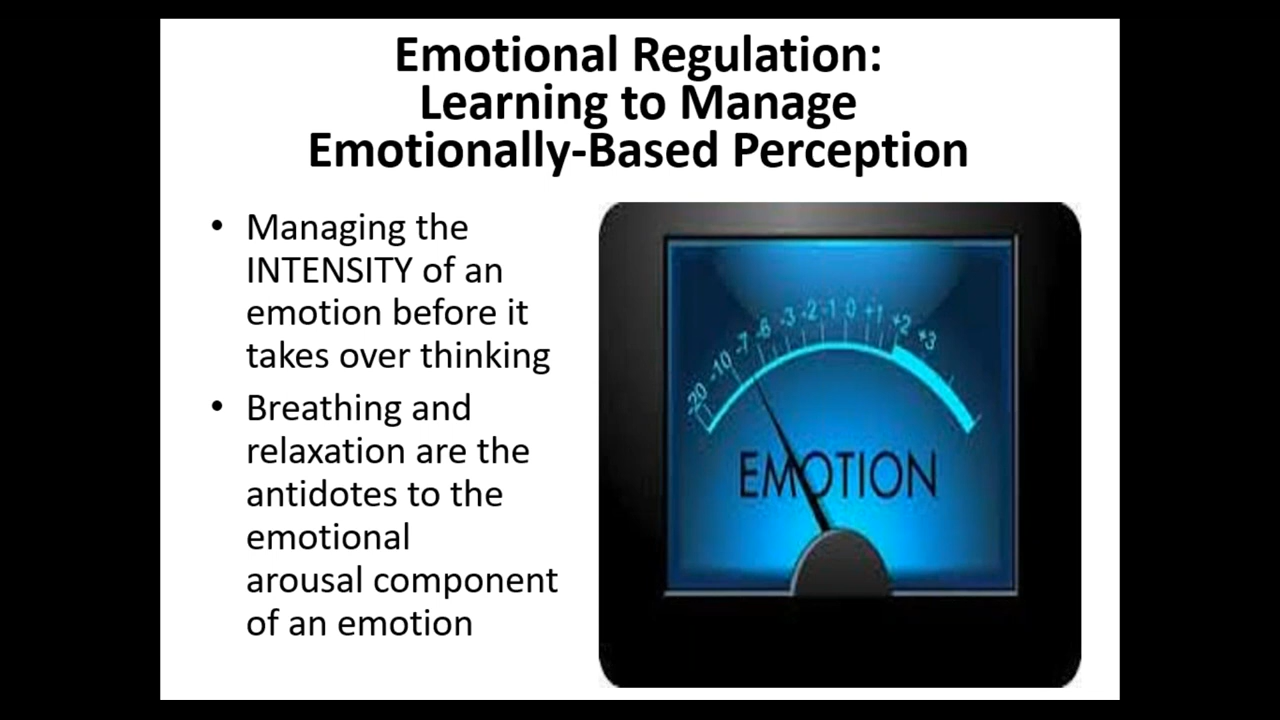 Emotional Regulation:
Learning to Manage
Emotionally-Based Perception
• Managing the
INTENSITY of an
emotion before it
takes over thinking
• Breathing and
relaxation are the
antidotes to the
emotional
arousal component
of an emotion
-20 -10 -7 -6 -3 -2 -1 0 +1 +2 +3
EMOTION